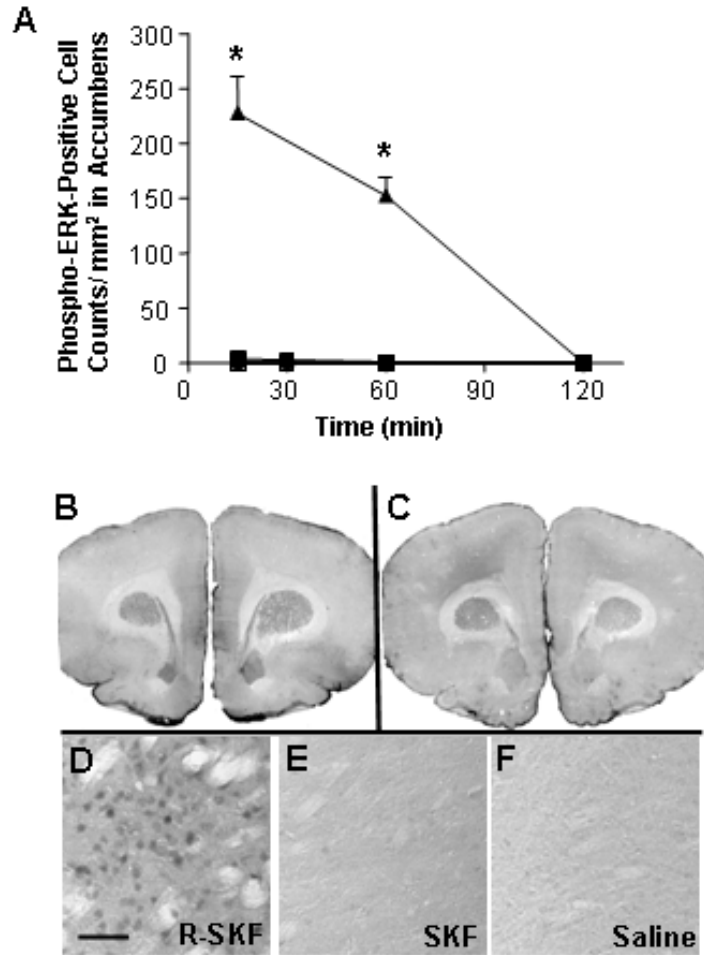 A
Phospho-ERK-Positive Cell
Counts/ mm² in Accumbens
300
250
200
150
100
50
0
*
*
0 30 60 90 120
Time (min)
B
C
D
R-SKF
E
SKF
F
Saline